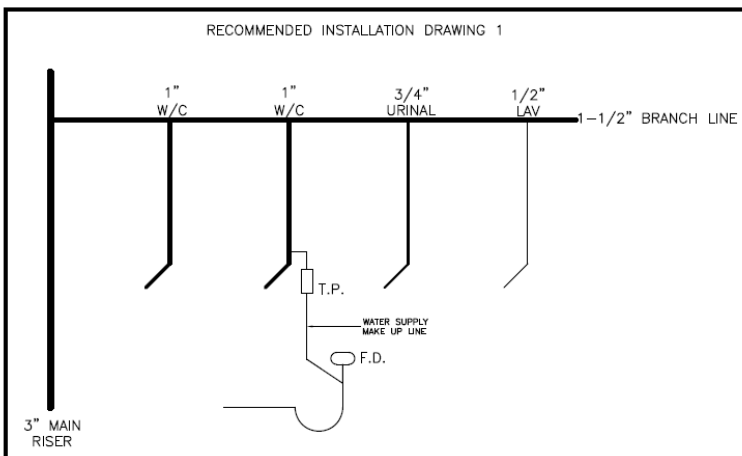 RECOMMENDED INSTALLATION DRAWING 1
1"
W/C
1"
W/C
3/4"
URINAL
1/2"
LAV
1-1/2" BRANCH LINE
T.P.
WATER SUPPLY
MAKE UP LINE
F.D.
3" MAIN
RISER